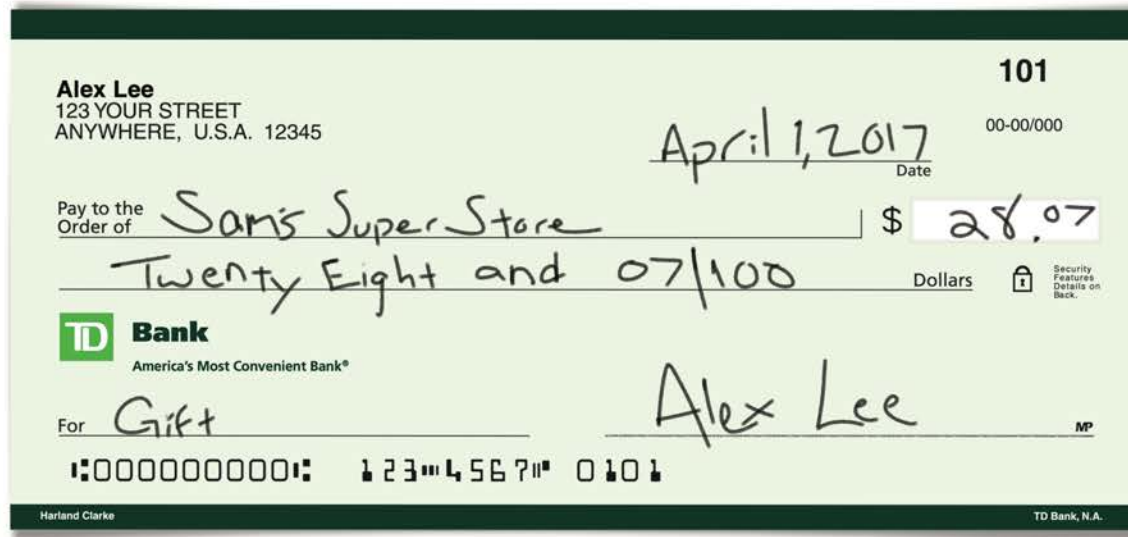 101
Alex Lee
123 YOUR STREET
ANYWHERE, U.S.A. 12345
00-00/000
April 1, 2017
Date
Pay to the
Order of Sam's Super Store $ 28.07
Twenty Eight and 07/100 Dollars
Security
Features
Details on
Back.
TD Bank
America's Most Convenient Bank®
For Gift Alex Lee MP
⑆000000000⑆ 123⑉4567⑈ 0101
Harland Clarke TD Bank, N.A.